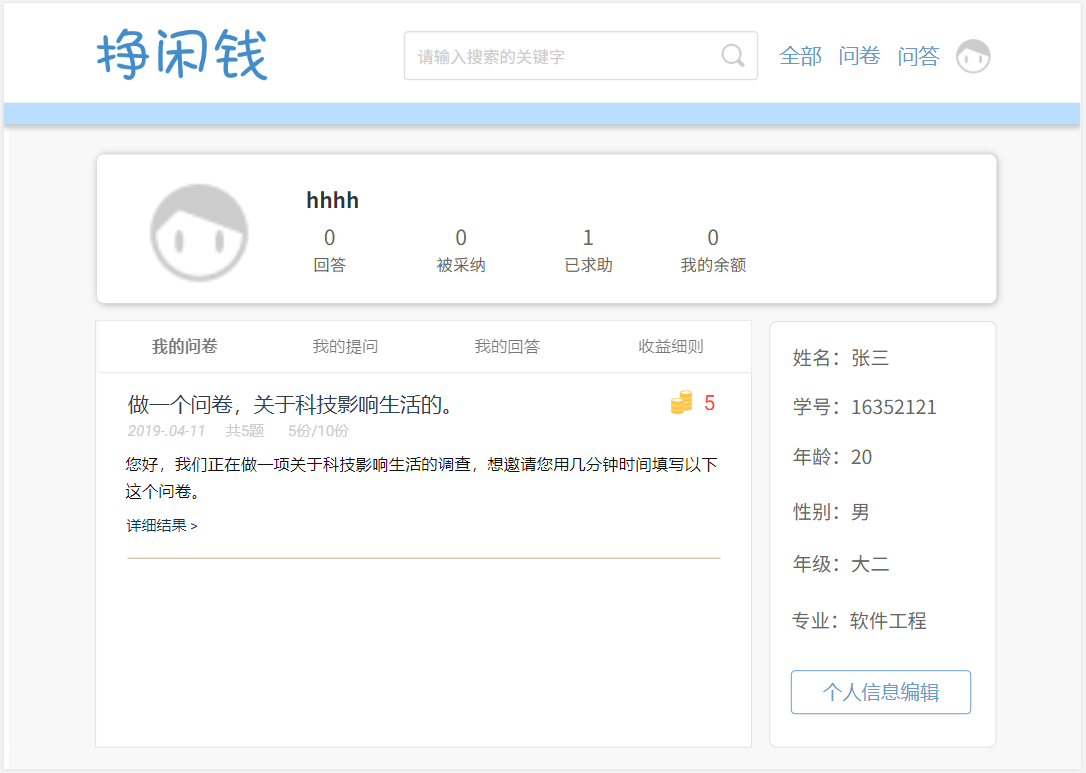 挣闲钱
请输入搜索的关键字
全部 问卷 问答
hhhh
0 0 1 0
回答 被采纳 已求助 我的余额
我的问卷 我的提问 我的回答 收益细则
做一个问卷，关于科技影响生活的。 5
2019-.04-11 共5题 5份/10份
您好，我们正在做一项关于科技影响生活的调查，想邀请您用几分钟时间填写以下
这个问卷。
详细结果 >
姓名：张三
学号：16352121
年龄：20
性别：男
年级：大二
专业：软件工程
个人信息编辑